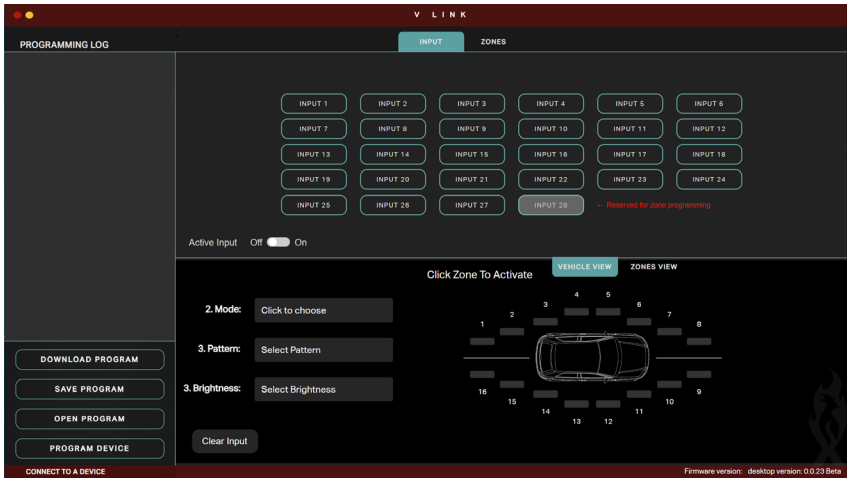 V LINK
PROGRAMMING LOG
INPUT ZONES
INPUT 1 INPUT 2 INPUT 3 INPUT 4 INPUT 5 INPUT 6
INPUT 7 INPUT 8 INPUT 9 INPUT 10 INPUT 11 INPUT 12
INPUT 13 INPUT 14 INPUT 15 INPUT 16 INPUT 17 INPUT 18
INPUT 19 INPUT 20 INPUT 21 INPUT 22 INPUT 23 INPUT 24
INPUT 25 INPUT 26 INPUT 27 INPUT 28 <-- Reserved for zone programming
Active Input Off On
Click Zone To Activate VEHICLE VIEW ZONES VIEW
2. Mode: Click to choose
3. Pattern: Select Pattern
3. Brightness: Select Brightness
Clear Input
1 2 3 4 5 6 7 8
16 15 14 13 12 11 10 9
DOWNLOAD PROGRAM
SAVE PROGRAM
OPEN PROGRAM
PROGRAM DEVICE
CONNECT TO A DEVICE
Firmware version: desktop version: 0.0.23 Beta